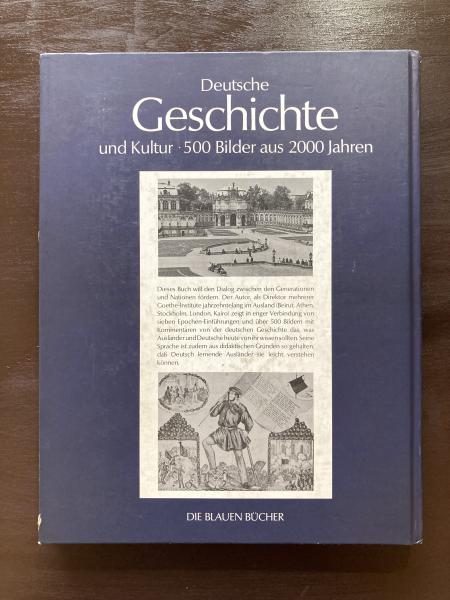 Deutsche
Geschichte
und Kultur · 500 Bilder aus 2000 Jahren
Dieses Buch will den Dialog zwischen den Generationen
und Nationen fördern. Der Autor, als Direktor mehrerer
Goethe-Institute jahrzehntelang im Ausland (Beirut, Athen,
Stockholm, London, Kairo) zeigt in enger Verbindung von
sieben Epochen-Einführungen und über 500 Bildern mit
Kommentaren von der deutschen Geschichte das, was
Ausländer und Deutsche heute von ihr wissen sollten. Seine
Sprache ist zudem aus didaktischen Gründen so gehalten,
daß Deutsch lernende Ausländer sie leicht verstehen
können.
DIE BLAUEN BÜCHER